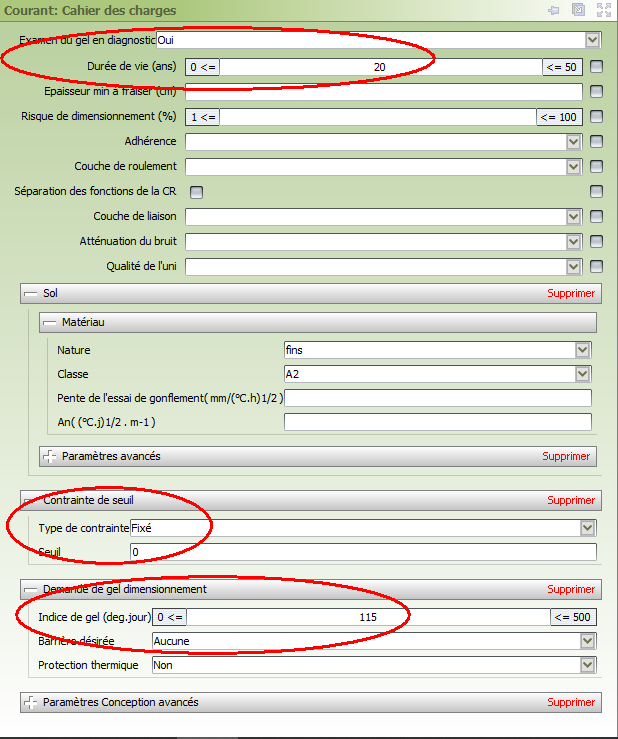 Courant: Cahier des charges
Examen du gel en diagnostic Oui
Durée de vie (ans) 0 <= 20 <= 50
Epaisseur min à fraiser (cm)
Risque de dimensionnement (%) 1 <= <= 100
Adhérence
Couche de roulement
Séparation des fonctions de la CR
Couche de liaison
Atténuation du bruit
Qualité de l'uni
Sol Supprimer
Matériau
Nature fins
Classe A2
Pente de l'essai de gonflement( mm/(°C.h)1/2 )
An( (°C.j)1/2 . m-1 )
Paramètres avancés Supprimer
Contrainte de seuil Supprimer
Type de contrainte Fixé
Seuil 0
Demande de gel dimensionnement Supprimer
Indice de gel (deg.jour) 0 <= 115 <= 500
Barrière désirée Aucune
Protection thermique Non
Paramètres Conception avancés Supprimer